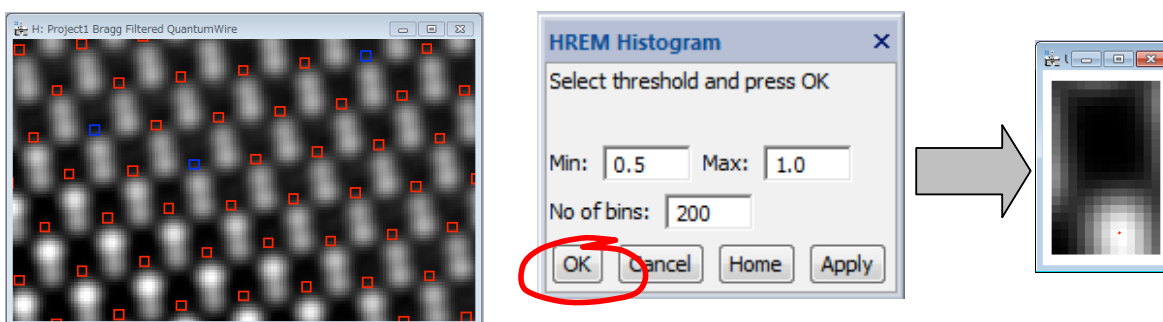 H: Project1 Bragg Filtered QuantumWire
HREM Histogram
Select threshold and press OK
Min: 0.5 Max: 1.0
No of bins: 200
OK Cancel Home Apply